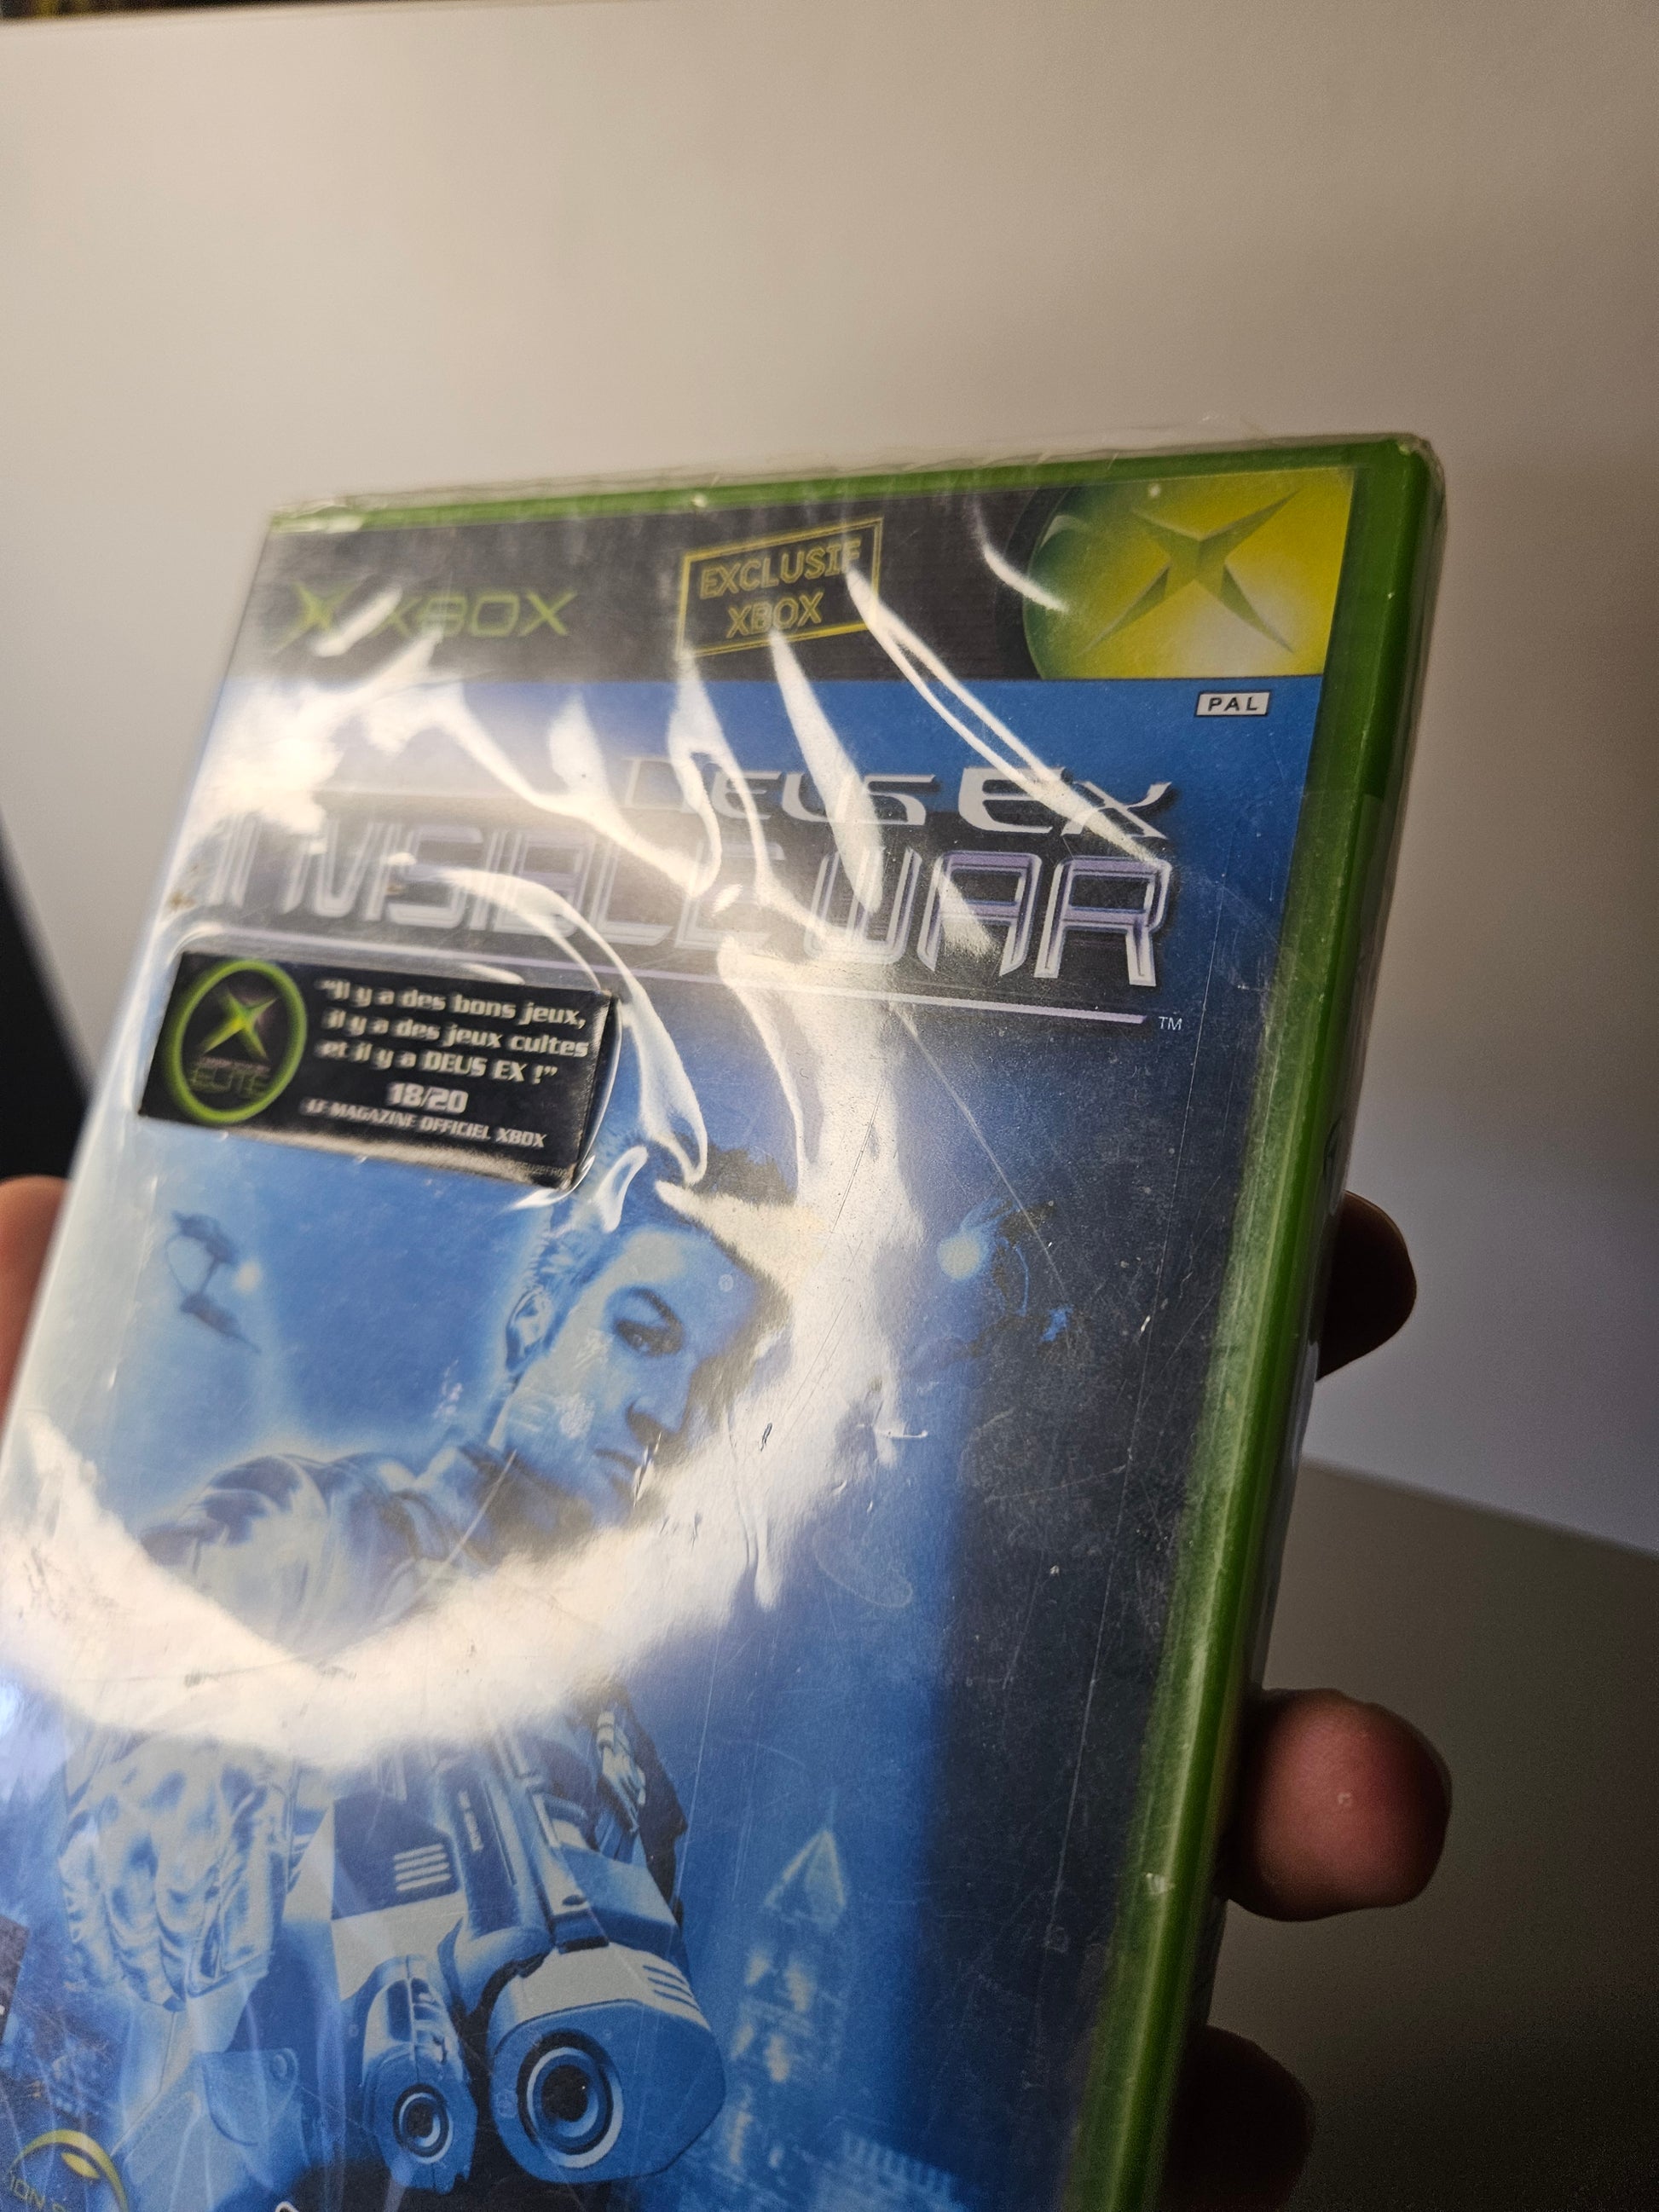 XBOX
EXCLUSIF
XBOX
PAL
DEUS EX
INVISIBLE WAR
TM
"Il y a des bons jeux,
il y a des jeux cultes
et il y a DEUS EX !"
18/20
LE MAGAZINE OFFICIEL XBOX
ELITE